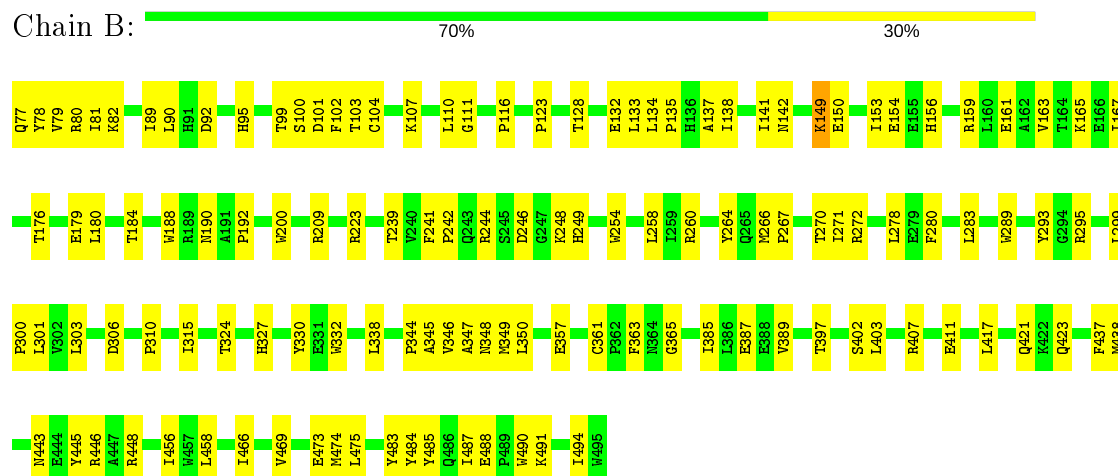 Chain B:
70% 30%
Q77 Y78 V79 R80 I81 K82 I89 L90 H91 D92 H95 T99 S100 D101 F102 T103 C104 K107 L110 G111 P116 P123 T128 E132 L133 L134 P135 H136 A137 I138 I141 N142 K149 E150 I153 E154 E155 H156 R159 L160 E161 A162 V163 T164 K165 E166 I167
T176 E179 L180 T184 W188 R189 N190 A191 P192 W200 R209 R223 T239 V240 F241 P242 Q243 R244 S245 D246 G247 K248 H249 W254 L258 I259 R260 Y264 Q265 M266 P267 T270 I271 R272 L278 E279 F280 L283 W289 Y293 G294 R295 L299
P300 L301 V302 L303 D306 P310 I315 T324 H327 Y330 E331 W332 L338 P344 A345 V346 A347 N348 M349 L350 E357 C361 P362 F363 N364 G365 I385 L386 E387 E388 V389 T397 S402 L403 R407 E411 L417 Q421 K422 Q423 F437 M438
N443 E444 Y445 R446 A447 R448 I456 W457 L458 I466 V469 E473 M474 L475 Y483 Y484 Y485 Q486 I487 E488 P489 W490 K491 I494 W495